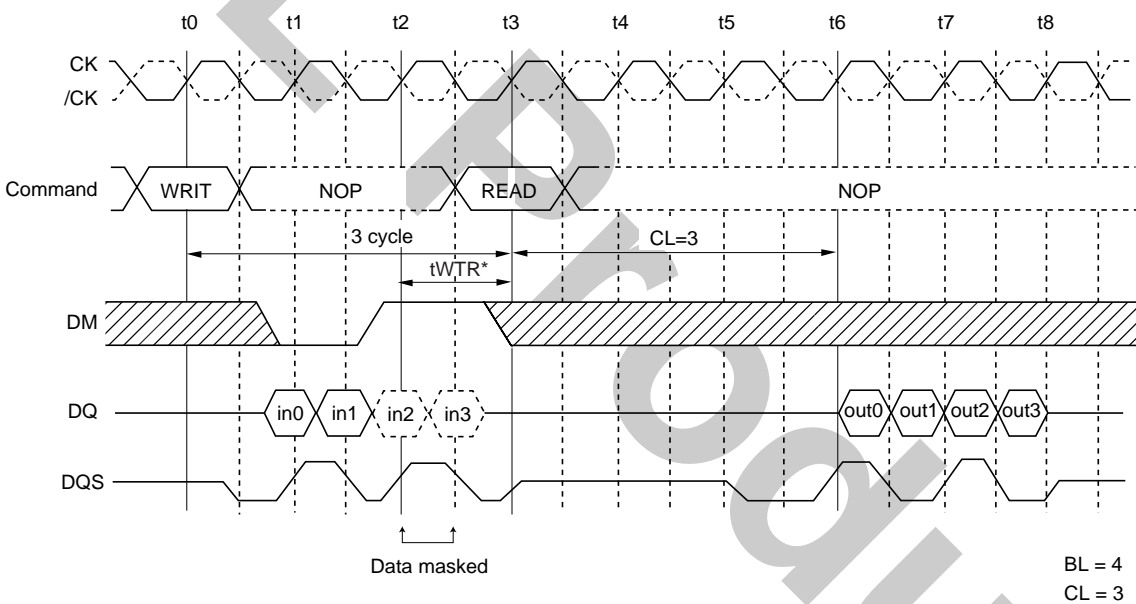 t0 t1 t2 t3 t4 t5 t6 t7 t8
CK
/CK
Command WRIT NOP READ NOP
3 cycle CL=3
tWTR*
DM
DQ in0 in1 in2 in3 out0 out1 out2 out3
DQS
Data masked
BL = 4
CL = 3